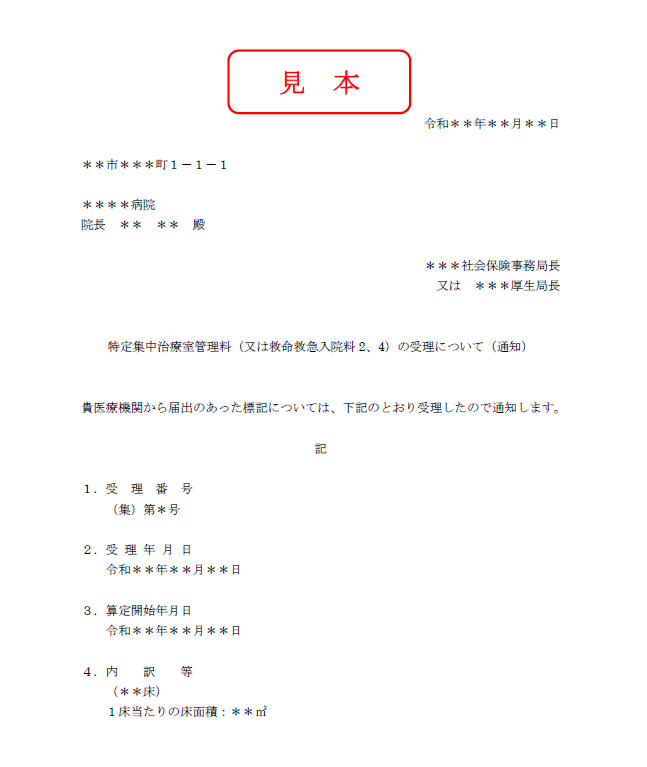 見　本
令和＊＊年＊＊月＊＊日
＊＊市＊＊＊町１－１－１
＊＊＊＊病院
院長　＊＊　＊＊　殿
＊＊＊社会保険事務局長
又は　＊＊＊厚生局長
特定集中治療室管理料（又は救命救急入院料２、４）の受理について（通知）
貴医療機関から届出のあった標記については、下記のとおり受理したので通知します。
記
１．受　理　番　号
（集）第＊号
２．受 理 年 月 日
令和＊＊年＊＊月＊＊日
３．算定開始年月日
令和＊＊年＊＊月＊＊日
４．内　　訳　　等
（＊＊床）
１床当たりの床面積：＊＊㎡